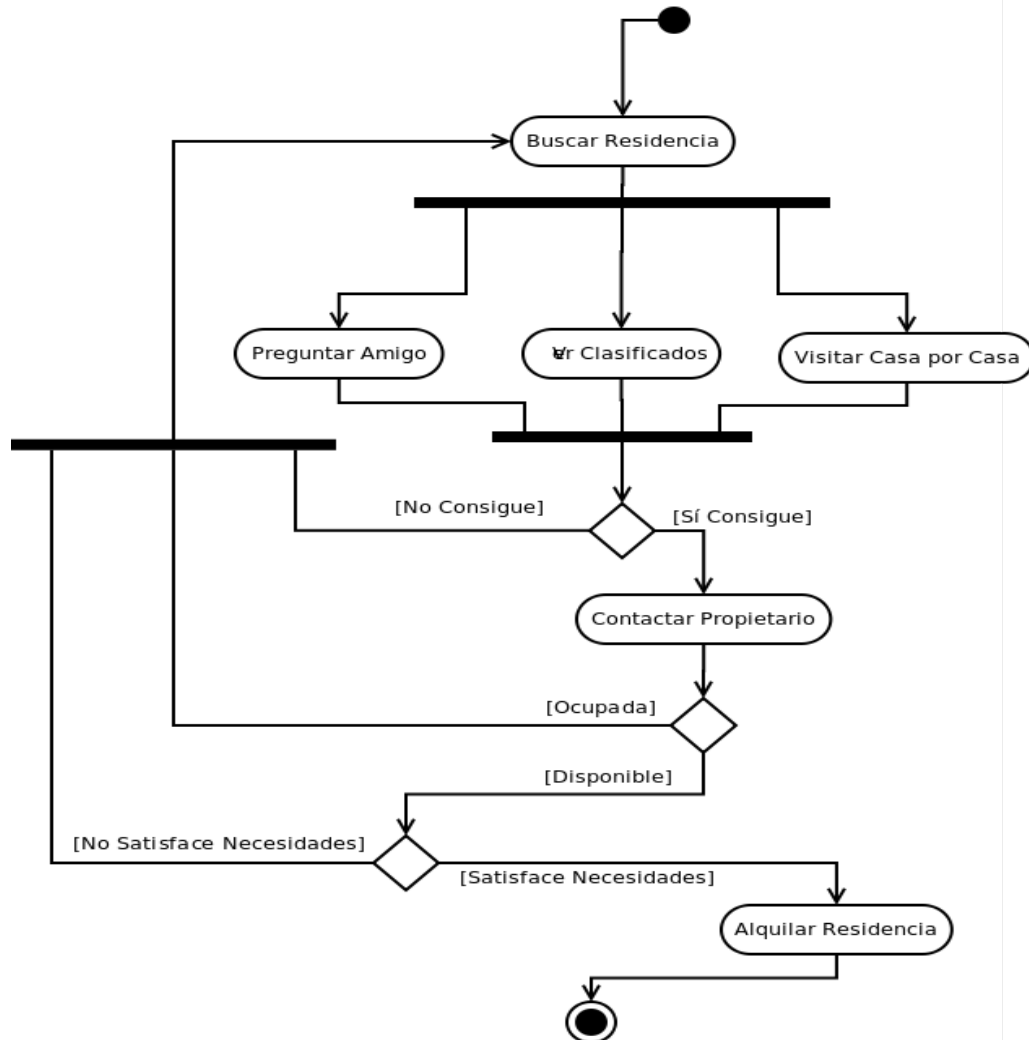 Buscar Residencia
Preguntar Amigo
Ver Clasificados
Visitar Casa por Casa
[No Consigue]
[Sí Consigue]
Contactar Propietario
[Ocupada]
[Disponible]
[No Satisface Necesidades]
[Satisface Necesidades]
Alquilar Residencia